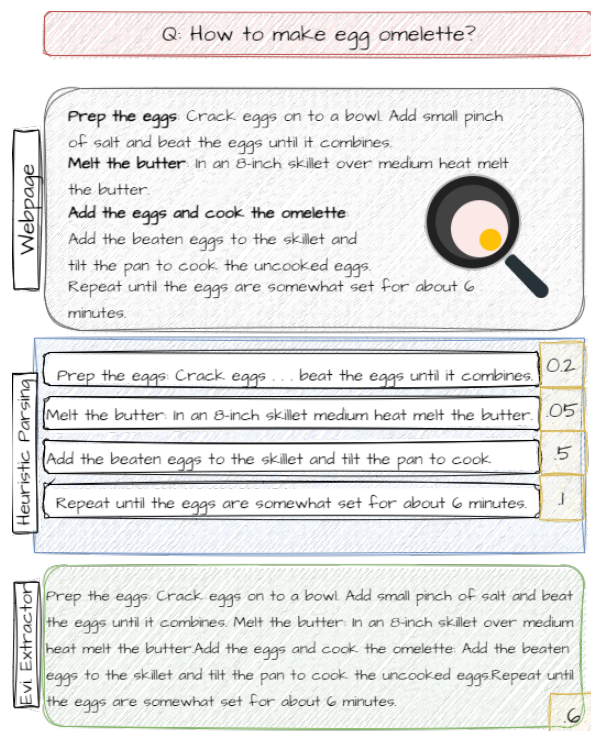 Q: How to make egg omelette?
Webpage
Prep the eggs: Crack eggs on to a bowl. Add small pinch
of salt and beat the eggs until it combines.
Melt the butter: In an 8-inch skillet over medium heat melt
the butter.
Add the eggs and cook the omelette
Add the beaten eggs to the skillet and
tilt the pan to cook the uncooked eggs.
Repeat until the eggs are somewhat set for about 6
minutes.
Heuristic Parsing
Prep the eggs: Crack eggs . . . beat the eggs until it combines. 0.2
Melt the butter: In an 8-inch skillet medium heat melt the butter. .05
Add the beaten eggs to the skillet and tilt the pan to cook .5
Repeat until the eggs are somewhat set for about 6 minutes. .1
Evi Extractor
Prep the eggs: Crack eggs on to a bowl. Add small pinch of salt and beat
the eggs until it combines. Melt the butter: In an 8-inch skillet over medium
heat melt the butter.Add the eggs and cook the omelette: Add the beaten
eggs to the skillet and tilt the pan to cook the uncooked eggs.Repeat until
the eggs are somewhat set for about 6 minutes.
.6